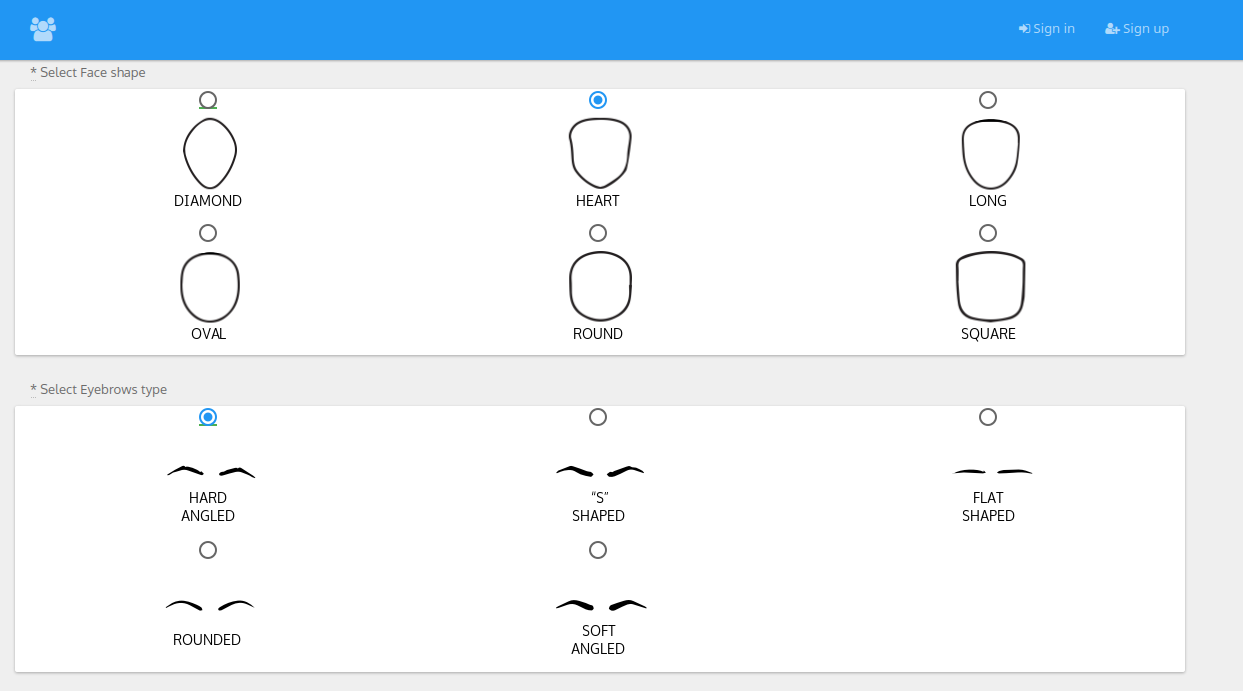 Sign in Sign up
* Select Face shape
DIAMOND HEART LONG
OVAL ROUND SQUARE
* Select Eyebrows type
HARD ANGLED
“S” SHAPED
FLAT SHAPED
ROUNDED
SOFT ANGLED